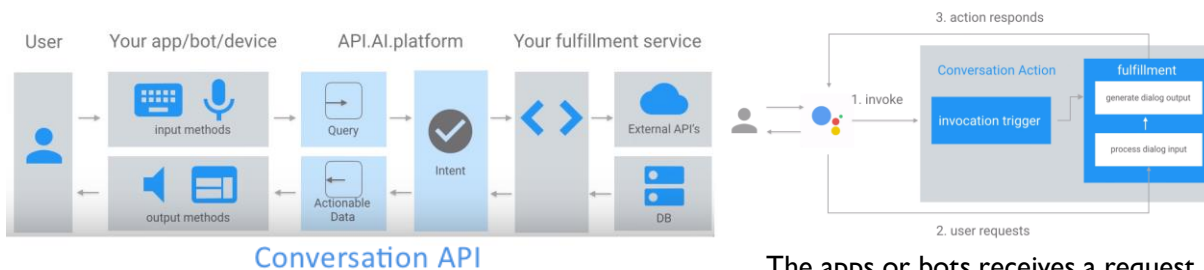 User
Your app/bot/device
API.AI.platform
Your fulfillment service
input methods
Query
Intent
External API's
output methods
Actionable
Data
DB
Conversation API
3. action responds
Conversation Action
fulfillment
1. invoke
generate dialog output
invocation trigger
process dialog input
2. user requests
The apps or bots receives a request